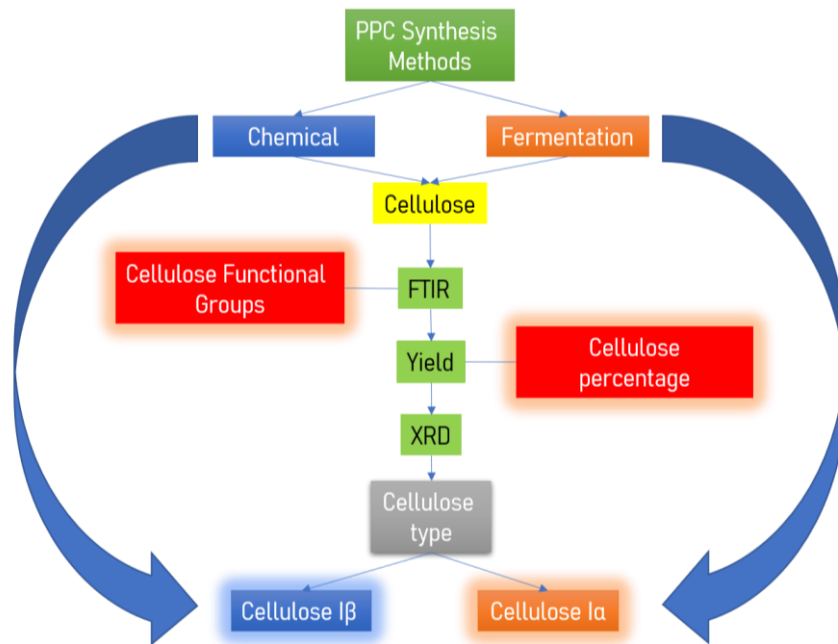 PPC Synthesis
Methods
Chemical
Fermentation
Cellulose
Cellulose Functional
Groups
FTIR
Yield
Cellulose
percentage
XRD
Cellulose
type
Cellulose Iβ
Cellulose Iα